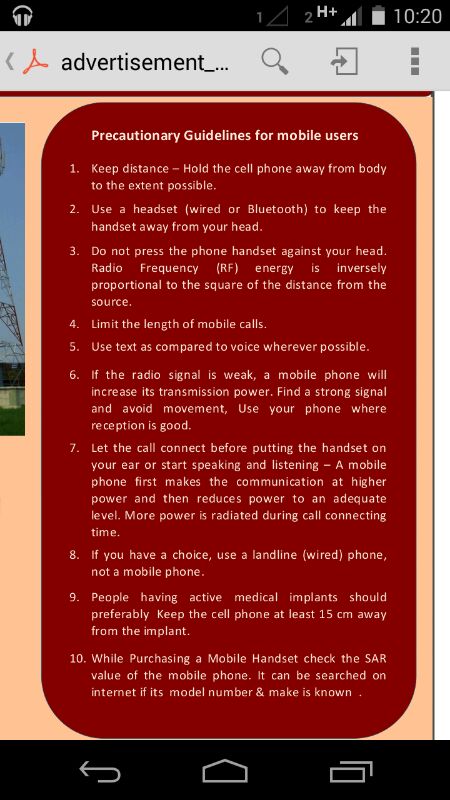 1 2 H+ 10:20
advertisement_...
Precautionary Guidelines for mobile users
1. Keep distance – Hold the cell phone away from body
to the extent possible.
2. Use a headset (wired or Bluetooth) to keep the
handset away from your head.
3. Do not press the phone handset against your head.
Radio Frequency (RF) energy is inversely
proportional to the square of the distance from the
source.
4. Limit the length of mobile calls.
5. Use text as compared to voice wherever possible.
6. If the radio signal is weak, a mobile phone will
increase its transmission power. Find a strong signal
and avoid movement, Use your phone where
reception is good.
7. Let the call connect before putting the handset on
your ear or start speaking and listening – A mobile
phone first makes the communication at higher
power and then reduces power to an adequate
level. More power is radiated during call connecting
time.
8. If you have a choice, use a landline (wired) phone,
not a mobile phone.
9. People having active medical implants should
preferably Keep the cell phone at least 15 cm away
from the implant.
10. While Purchasing a Mobile Handset check the SAR
value of the mobile phone. It can be searched on
internet if its model number & make is known .